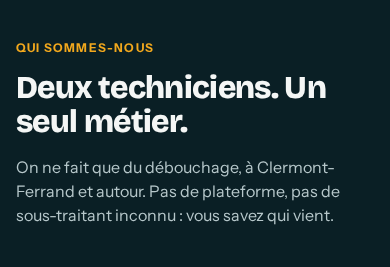 QUI SOMMES-NOUS
Deux techniciens. Un
seul métier.
On ne fait que du débouchage, à Clermont-
Ferrand et autour. Pas de plateforme, pas de
sous-traitant inconnu : vous savez qui vient.